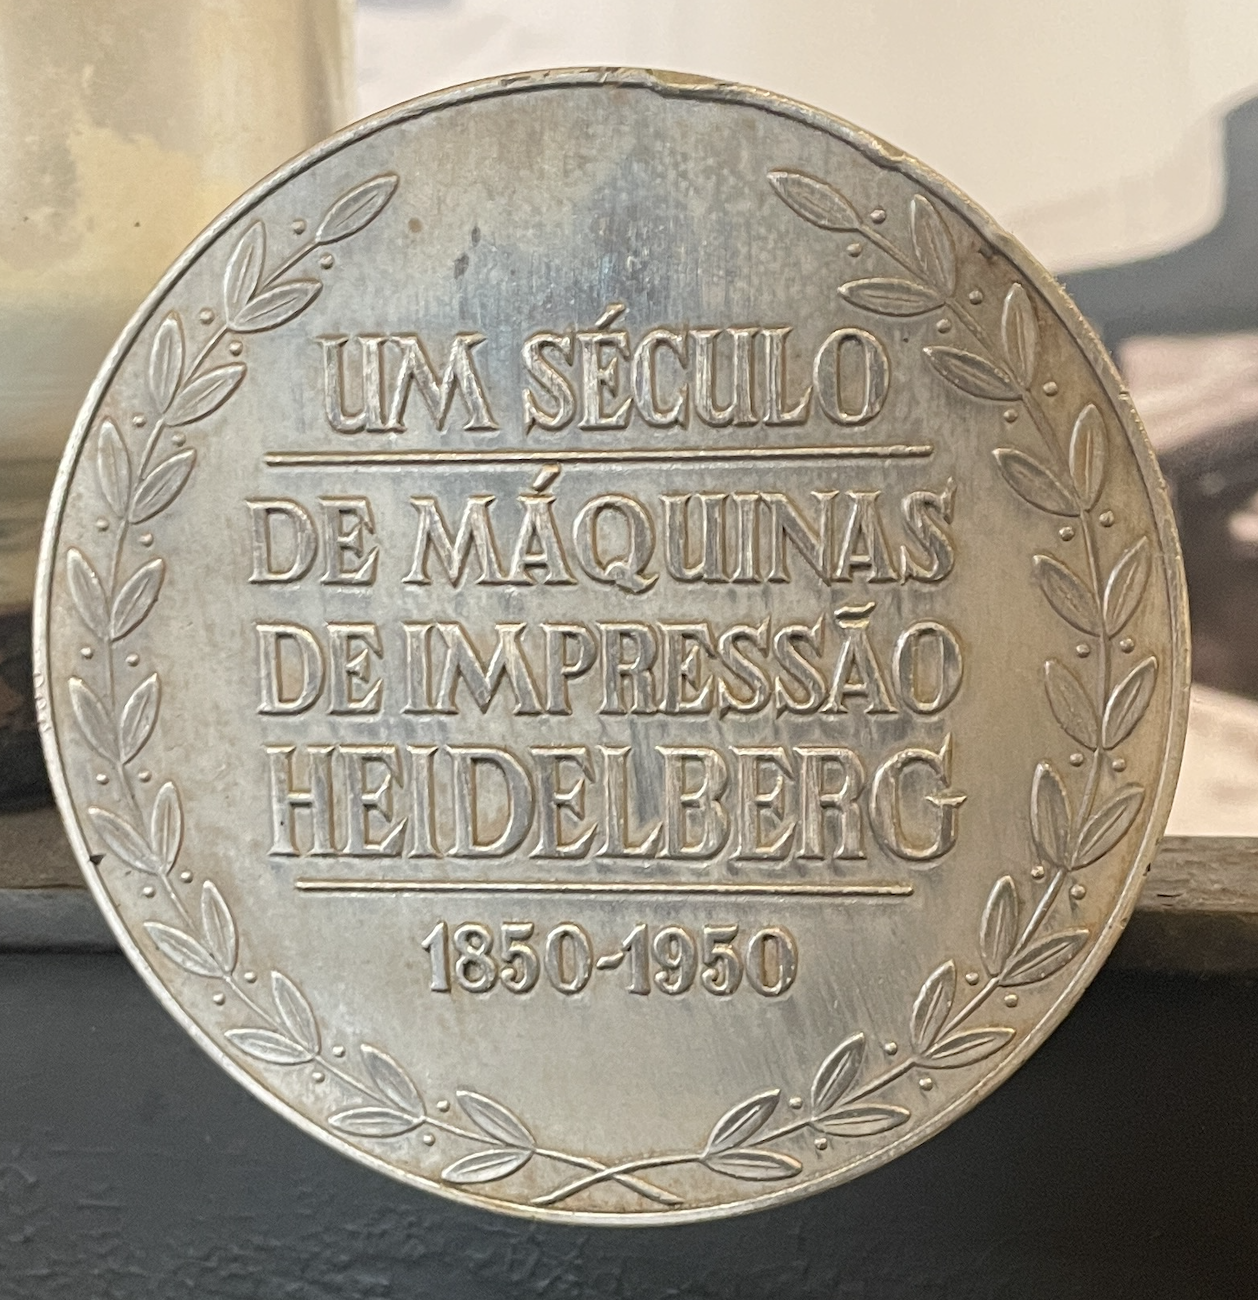 UM SÉCULO
DE MÁQUINAS
DE IMPRESSÃO
HEIDELBERG
1850-1950